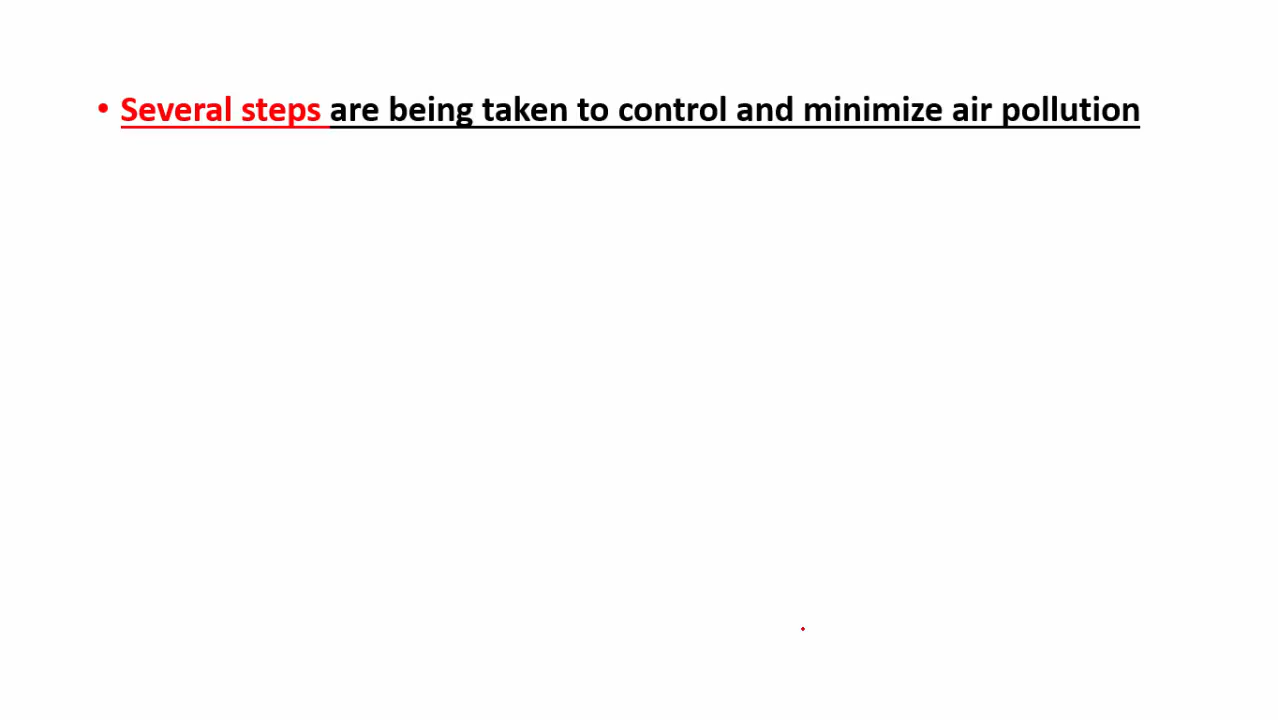 • Several steps are being taken to control and minimize air pollution